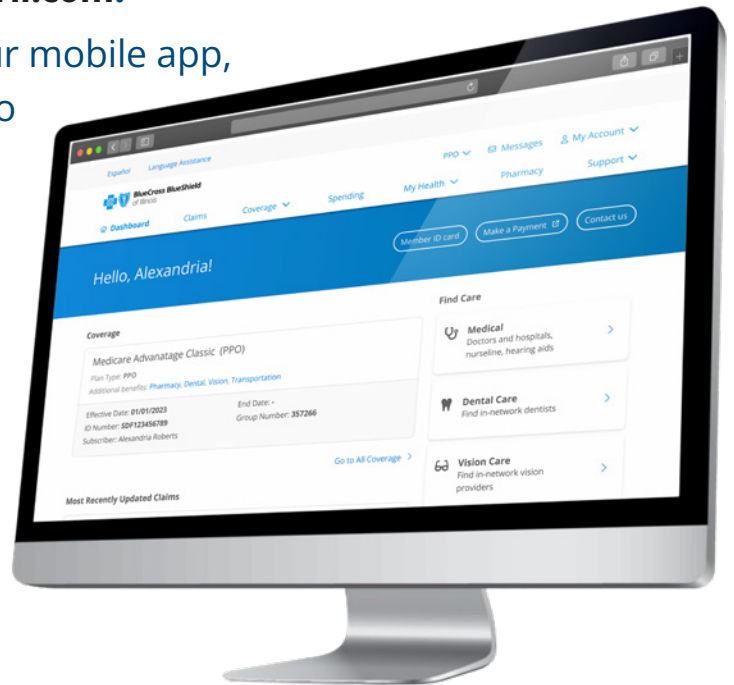 ur mobile app,
Español Language Assistance
PPO Messages My Account
BlueCross BlueShield
of Illinois
Dashboard Claims Coverage Spending My Health Pharmacy Support
Hello, Alexandria!
Member ID card Make a Payment Contact us
Coverage
Medicare Advanatage Classic (PPO)
Plan Type: PPO
Additional benefits: Pharmacy, Dental, Vision, Transportation
Effective Date: 01/01/2023 End Date: -
ID Number: SDF123456789 Group Number: 357266
Subscriber: Alexandria Roberts
Go to All Coverage
Most Recently Updated Claims
Find Care
Medical
Doctors and hospitals,
nurseline, hearing aids
Dental Care
Find in-network dentists
Vision Care
Find in-network vision
providers